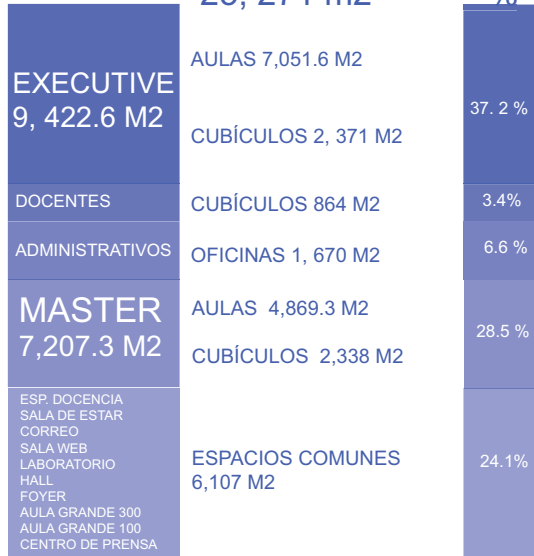 %
EXECUTIVE
9, 422.6 M2
AULAS 7,051.6 M2
CUBÍCULOS 2, 371 M2
37. 2 %
DOCENTES
CUBÍCULOS 864 M2
3.4%
ADMINISTRATIVOS
OFICINAS 1, 670 M2
6.6 %
MASTER
7,207.3 M2
AULAS 4,869.3 M2
CUBÍCULOS 2,338 M2
28.5 %
ESP. DOCENCIA
SALA DE ESTAR
CORREO
SALA WEB
LABORATORIO
HALL
FOYER
AULA GRANDE 300
AULA GRANDE 100
CENTRO DE PRENSA
ESPACIOS COMUNES
6,107 M2
24.1%